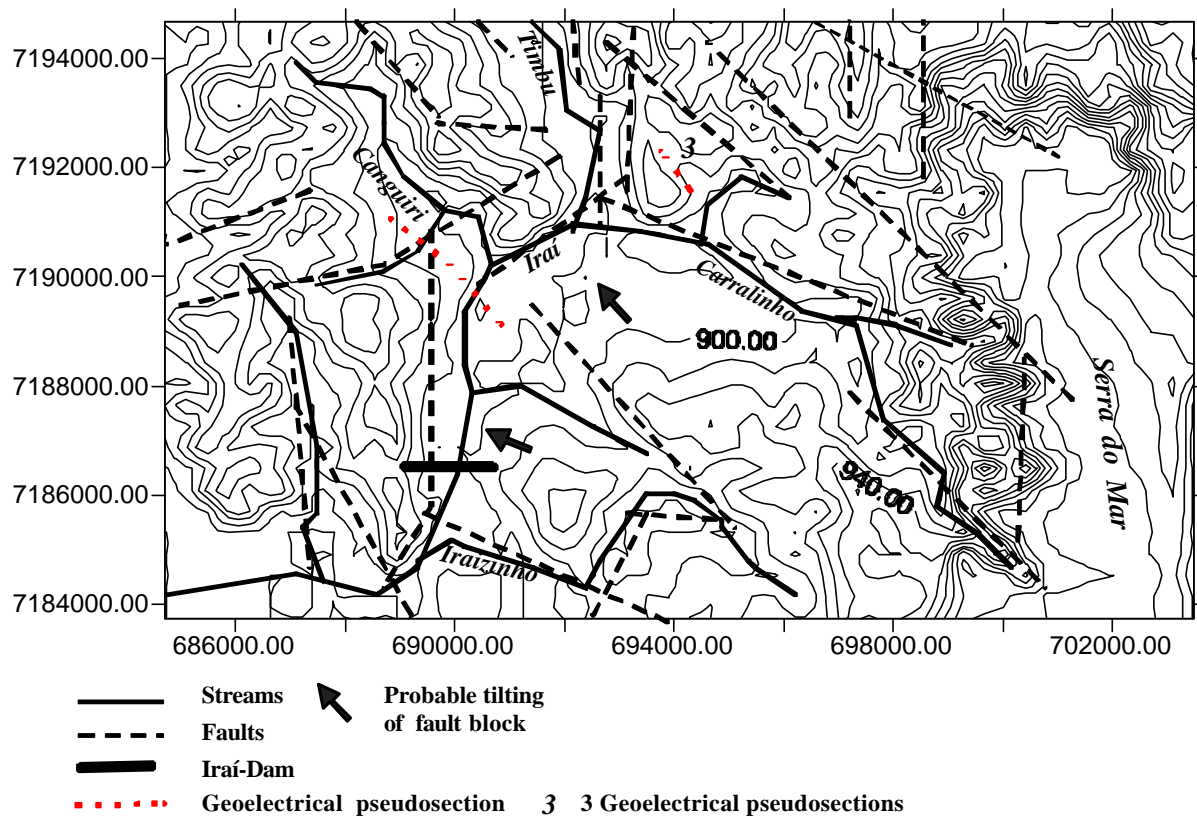 7194000.00
7192000.00
7190000.00
7188000.00
7186000.00
7184000.00
Timbu
3
Canguiri
Iraí
Carralinho
900.00
Serra do Mar
940.00
Iraizinho
686000.00 690000.00 694000.00 698000.00 702000.00
Streams
Probable tilting
of fault block
Faults
Iraí-Dam
Geoelectrical pseudosection 3 3 Geoelectrical pseudosections